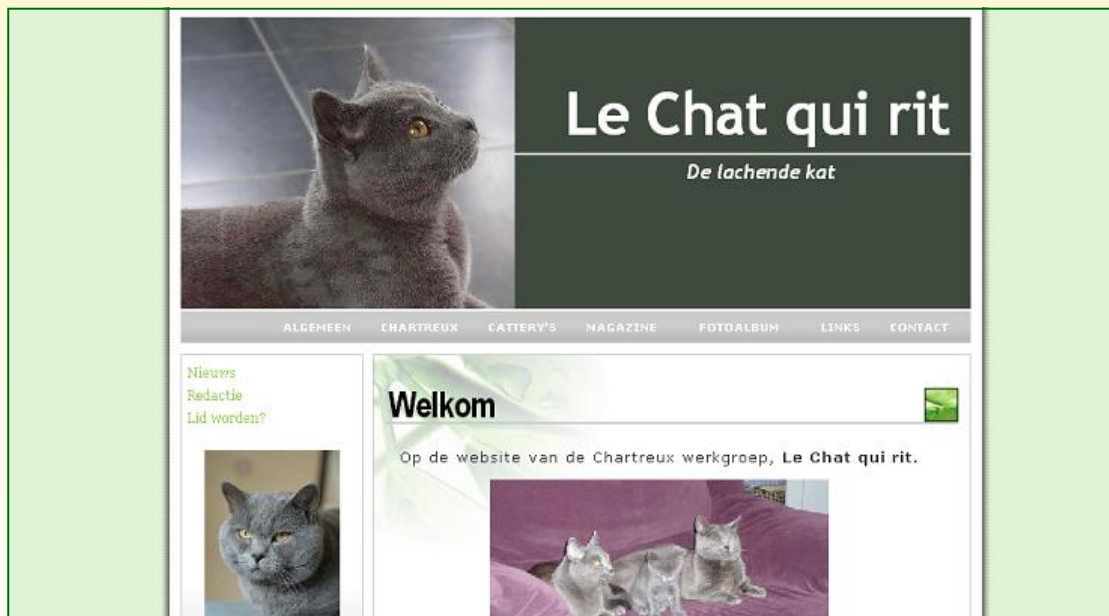 Le Chat qui rit
De lachende kat
ALGEMEEN CHARTREUX CATTERY'S MAGAZINE FOTOALBUM LINKS CONTACT
Nieuws
Redactie
Lid worden?
Welkom
Op de website van de Chartreux werkgroep, Le Chat qui rit.